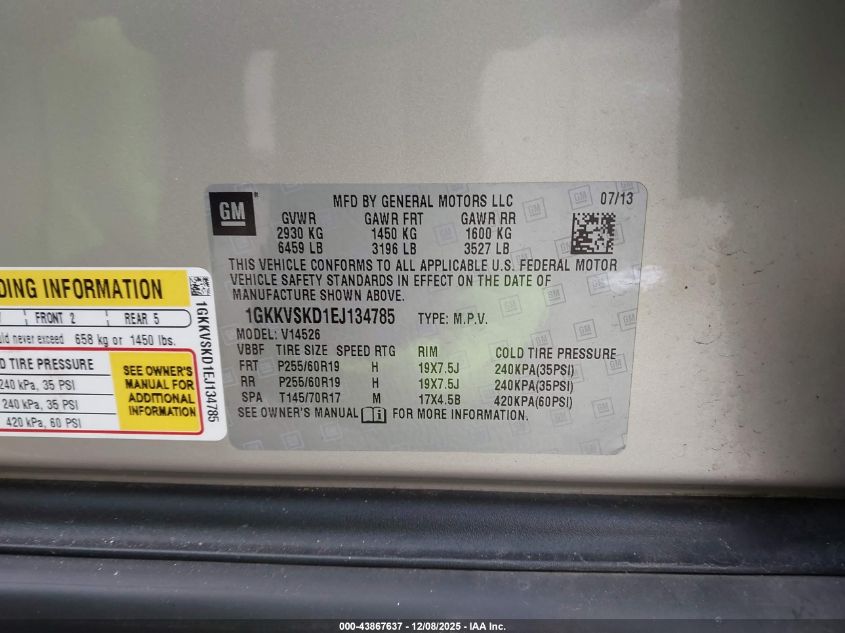 GM
MFD BY GENERAL MOTORS LLC 07/13
GVWR GAWR FRT GAWR RR
2930 KG 1450 KG 1600 KG
6459 LB 3196 LB 3527 LB
THIS VEHICLE CONFORMS TO ALL APPLICABLE U.S. FEDERAL MOTOR
VEHICLE SAFETY STANDARDS IN EFFECT ON THE DATE OF
MANUFACTURE SHOWN ABOVE.
1GKKVSKD1EJ134785 TYPE: M.P.V.
MODEL: V14526
VBBF TIRE SIZE SPEED RTG RIM COLD TIRE PRESSURE
FRT P255/60R19 H 19X7.5J 240KPA(35PSI)
RR P255/60R19 H 19X7.5J 240KPA(35PSI)
SPA T145/70R17 M 17X4.5B 420KPA(60PSI)
SEE OWNER'S MANUAL FOR MORE INFORMATION.
DING INFORMATION
FRONT 2 REAR 5
never exceed 658 kg or 1450 lbs.
TIRE PRESSURE
240 kPa, 35 PSI
240 kPa, 35 PSI
420 kPa, 60 PSI
SEE OWNER'S
MANUAL FOR
ADDITIONAL
INFORMATION
1GKKVSKD1EJ134785
000-43867637 - 12/08/2025 - IAA Inc.